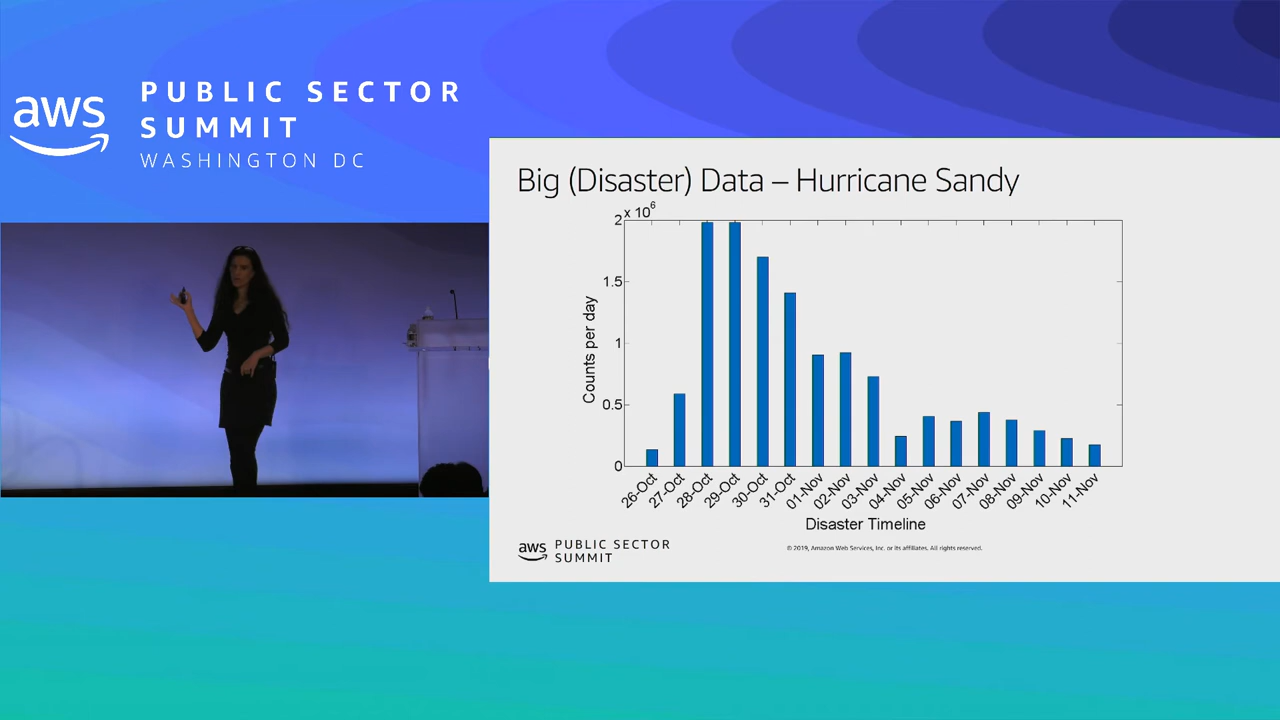 aws
PUBLIC SECTOR
SUMMIT
WASHINGTON DC
Big (Disaster) Data – Hurricane Sandy
x 10⁶
2
1.5
1
0.5
0
Counts per day
26-Oct
27-Oct
28-Oct
29-Oct
30-Oct
31-Oct
01-Nov
02-Nov
03-Nov
04-Nov
05-Nov
06-Nov
07-Nov
08-Nov
09-Nov
10-Nov
11-Nov
Disaster Timeline
aws
PUBLIC SECTOR
SUMMIT
© 2019, Amazon Web Services, Inc. or its affiliates. All rights reserved.